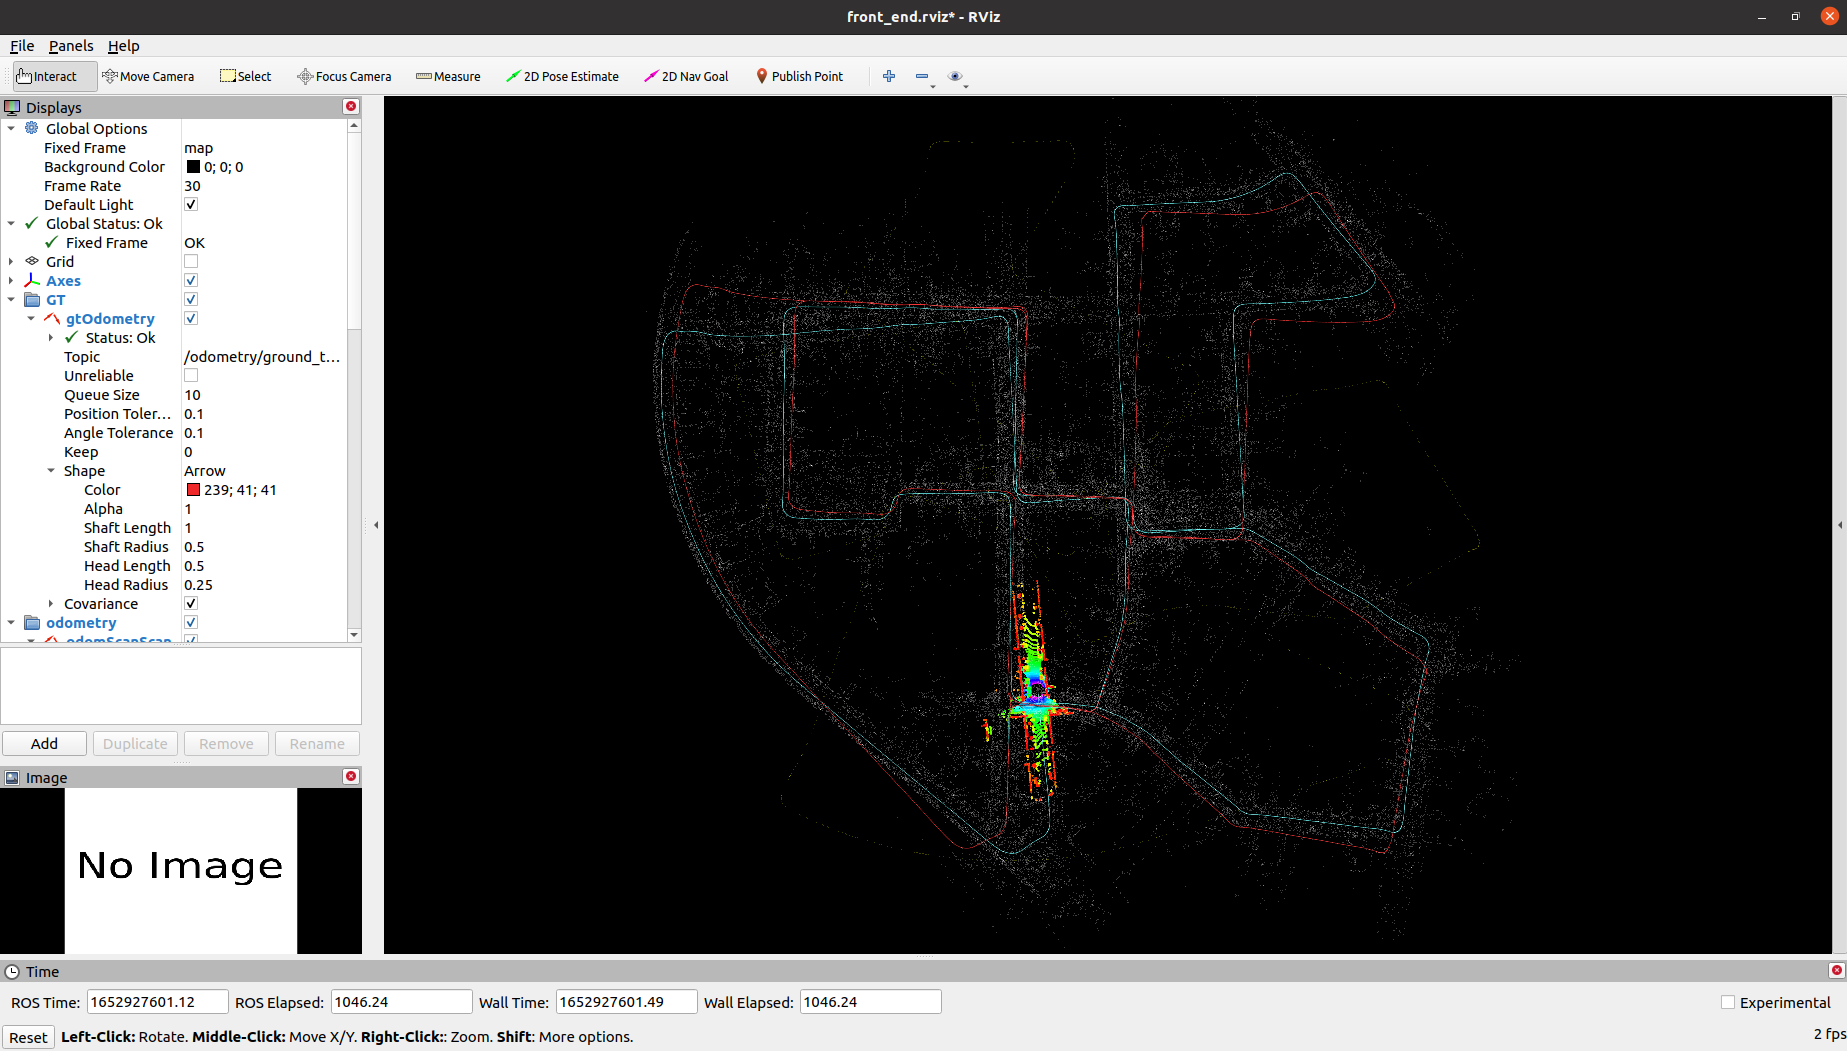 front_end.rviz* - RViz
File Panels Help
Interact Move Camera Select Focus Camera Measure 2D Pose Estimate 2D Nav Goal Publish Point
Displays
Global Options
Fixed Frame map
Background Color 0; 0; 0
Frame Rate 30
Default Light
Global Status: Ok
Fixed Frame OK
Grid
Axes
GT
gtOdometry
Status: Ok
Topic /odometry/ground_t...
Unreliable
Queue Size 10
Position Toler... 0.1
Angle Tolerance 0.1
Keep 0
Shape Arrow
Color 239; 41; 41
Alpha 1
Shaft Length 1
Shaft Radius 0.5
Head Length 0.5
Head Radius 0.25
Covariance
odometry
odomScanScan
Add Duplicate Remove Rename
Image
No Image
Time
ROS Time: 1652927601.12 ROS Elapsed: 1046.24 Wall Time: 1652927601.49 Wall Elapsed: 1046.24 Experimental
Reset Left-Click: Rotate. Middle-Click: Move X/Y. Right-Click:: Zoom. Shift: More options. 2 fps